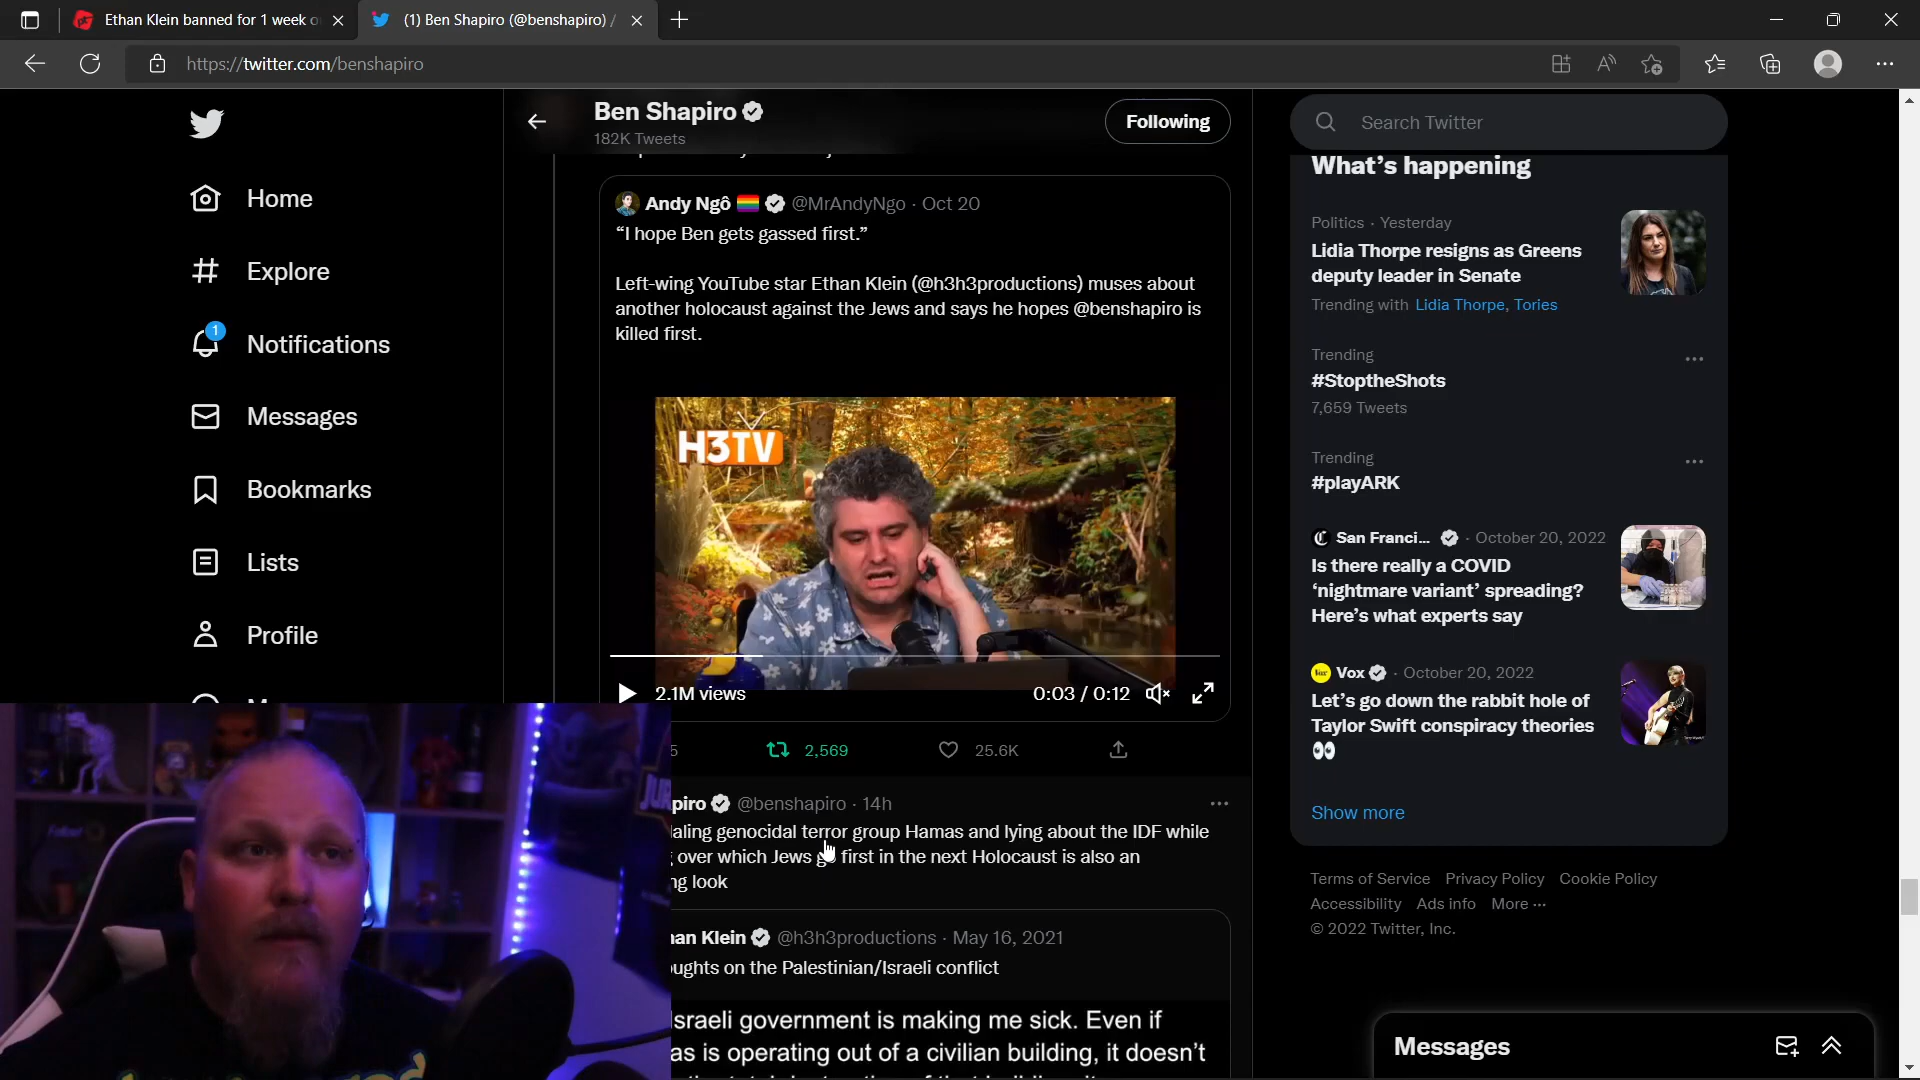 Ethan Klein banned for 1 week o
(1) Ben Shapiro (@benshapiro) /
https://twitter.com/benshapiro
Ben Shapiro
182K Tweets
Following
Home
Explore
1
Notifications
Messages
Bookmarks
Lists
Profile
Andy Ngô @MrAndyNgo · Oct 20
“I hope Ben gets gassed first.”
Left-wing YouTube star Ethan Klein (@h3h3productions) muses about
another holocaust against the Jews and says he hopes @benshapiro is
killed first.
H3TV
2.1M views
0:03 / 0:12
5
2,569
25.6K
piro @benshapiro · 14h
genocidal terror group Hamas and lying about the IDF while
over which Jews first in the next Holocaust is also an
ng look
an Klein @h3h3productions · May 16, 2021
ughts on the Palestinian/Israeli conflict
sraeli government is making me sick. Even if
as is operating out of a civilian building, it doesn’t
Search Twitter
What’s happening
Politics · Yesterday
Lidia Thorpe resigns as Greens
deputy leader in Senate
Trending with Lidia Thorpe, Tories
Trending
#StoptheShots
7,659 Tweets
Trending
#playARK
San Franci... · October 20, 2022
Is there really a COVID
‘nightmare variant’ spreading?
Here’s what experts say
Vox · October 20, 2022
Let’s go down the rabbit hole of
Taylor Swift conspiracy theories
Show more
Terms of Service Privacy Policy Cookie Policy
Accessibility Ads info More ···
© 2022 Twitter, Inc.
Messages